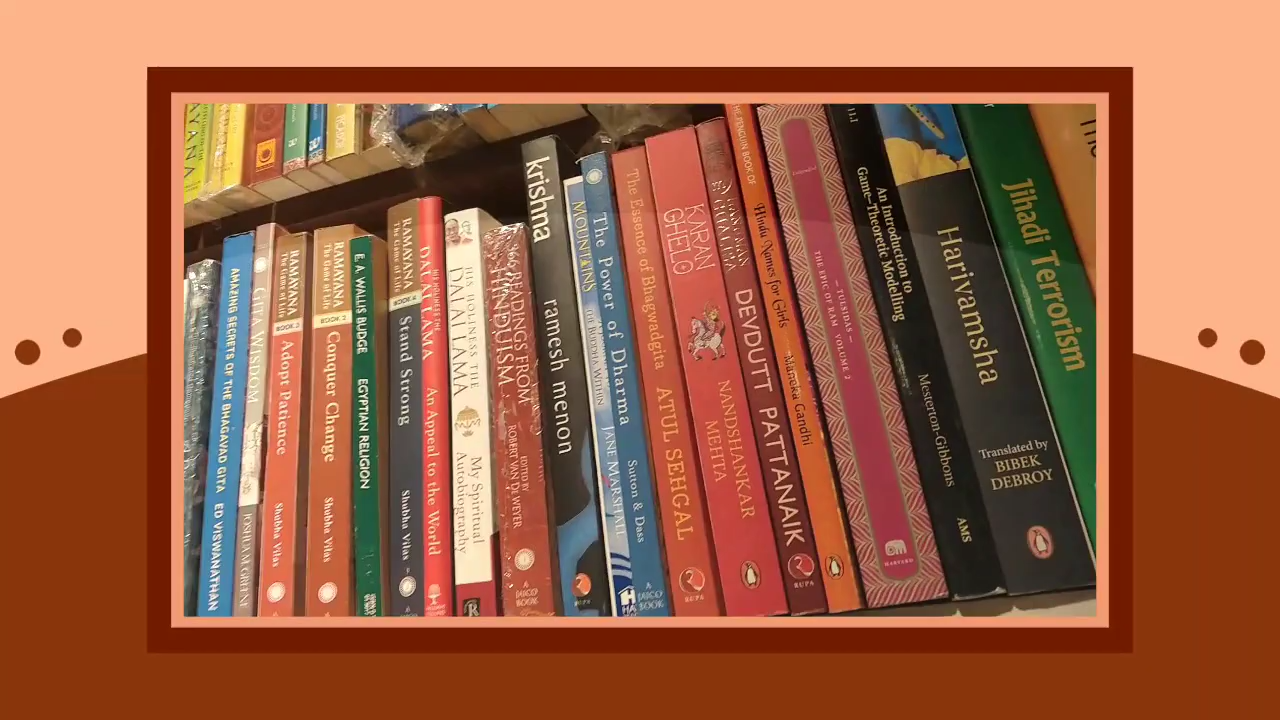 YANA
AMAZING SECRETS OF THE BHAGAVAD GITA ED VISWANATHAN
GITA WISDOM JOSHUA M. GREENE
RAMAYANA
The Game of Life
BOOK 2
Adopt Patience
Shubha Vilas
RAMAYANA
The Game of Life
Conquer Change
Shubha Vilas
E. A. WALLIS BUDGE EGYPTIAN RELIGION
RAMAYANA
The Game of Life
Stand Strong
Shubha Vilas
HIS HOLINESS THE
DALAI LAMA An Appeal to the World
HIS HOLINESS THE
DALAI LAMA
My Spiritual
Autobiography
READINGS FROM
HINDUISM
EDITED BY
ROBERT VAN DE WEYER
A
JAICO
BOOK
krishna ramesh menon
MOUNTAINS
JANE MARSHALL
The Power of Dharma Sutton & Dass
A
JAICO
BOOK
The Essence of Bhagwadgita ATUL SEHGAL
RUPA
KARAN
GHELO
NANDSHANKAR
MEHTA
DEVDUTT PATTANAIK
RUPA
THE PENGUIN BOOK OF
Hindu Names for Girls
Maneka Gandhi
— TULSIDAS —
THE EPIC OF RAM VOLUME 2
HARVARD
An Introduction to
Game-Theoretic Modelling
Mesterton-Gibbons
AMS
Harivamsha
Translated by
BIBEK
DEBROY
Jihadi Terrorism